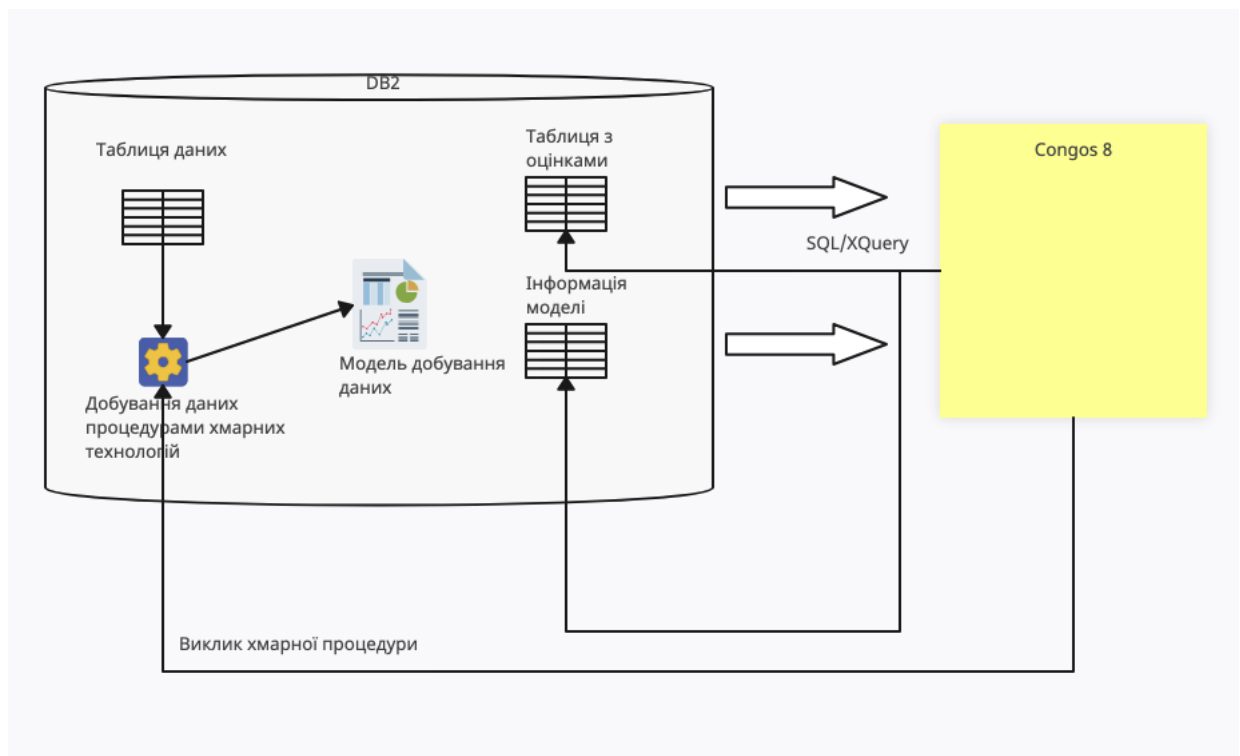 DB2
Таблиця даних
Таблиця з
оцінками
Congos 8
SQL/XQuery
Інформація
моделі
Модель добування
даних
Добування даних
процедурами хмарних
технологій
Виклик хмарної процедури